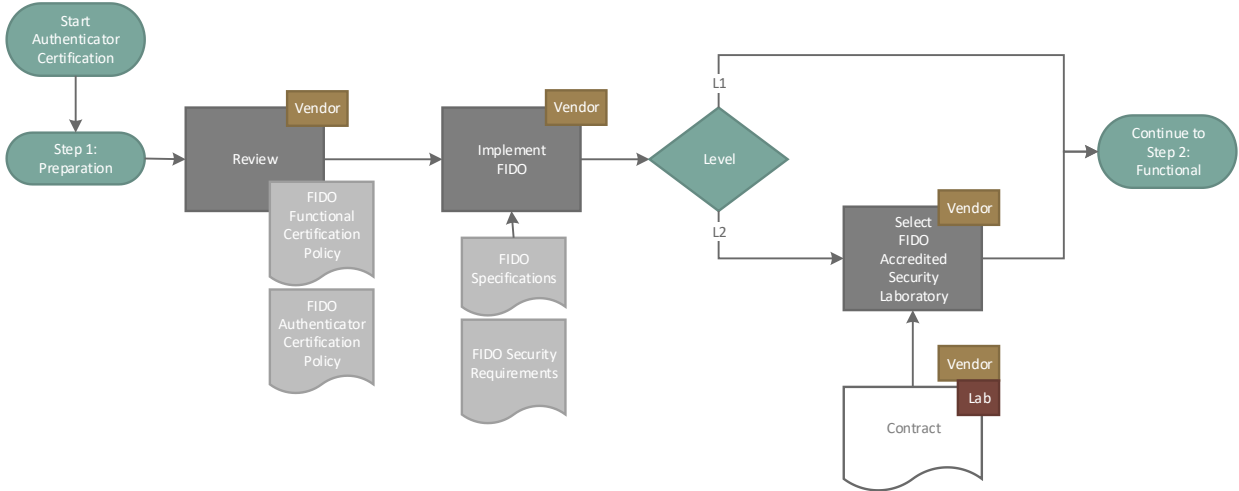 Start
Authenticator
Certification
Step 1:
Preparation
Vendor
Review
FIDO
Functional
Certification
Policy
FIDO
Authenticator
Certification
Policy
Vendor
Implement
FIDO
FIDO
Specifications
FIDO Security
Requirements
L1
Level
L2
Vendor
Select
FIDO
Accredited
Security
Laboratory
Vendor
Lab
Contract
Continue to
Step 2:
Functional